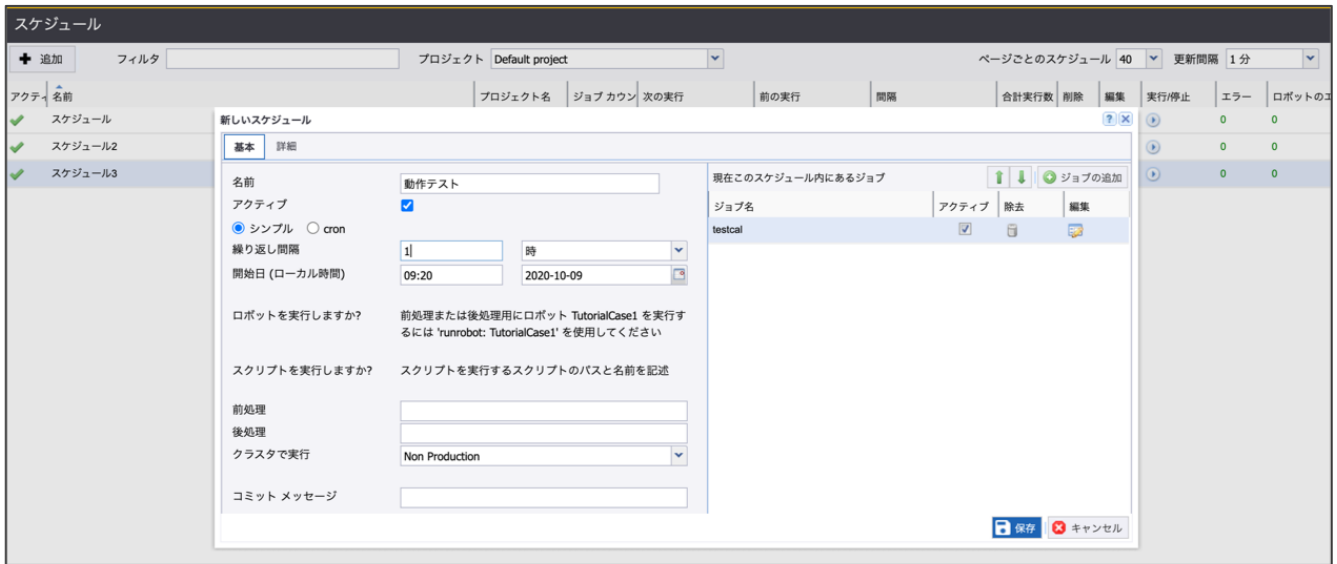 スケジュール
追加 フィルタ プロジェクト Default project ページごとのスケジュール 40 更新間隔 1 分
アクティ 名前 プロジェクト名 ジョブ カウン 次の実行 前の実行 間隔 合計実行数 削除 編集 実行/停止 エラー ロボットのエ
スケジュール 0 0
スケジュール2 0 0
スケジュール3 0 0
新しいスケジュール
基本 詳細
名前 動作テスト
アクティブ
シンプル cron
繰り返し間隔 1 時
開始日 (ローカル時間) 09:20 2020-10-09
ロボットを実行しますか? 前処理または後処理用にロボット TutorialCase1 を実行す
るには 'runrobot: TutorialCase1' を使用してください
スクリプトを実行しますか? スクリプトを実行するスクリプトのパスと名前を記述
前処理
後処理
クラスタで実行 Non Production
コミット メッセージ
現在このスケジュール内にあるジョブ ジョブの追加
ジョブ名 アクティブ 除去 編集
testcal
保存 キャンセル